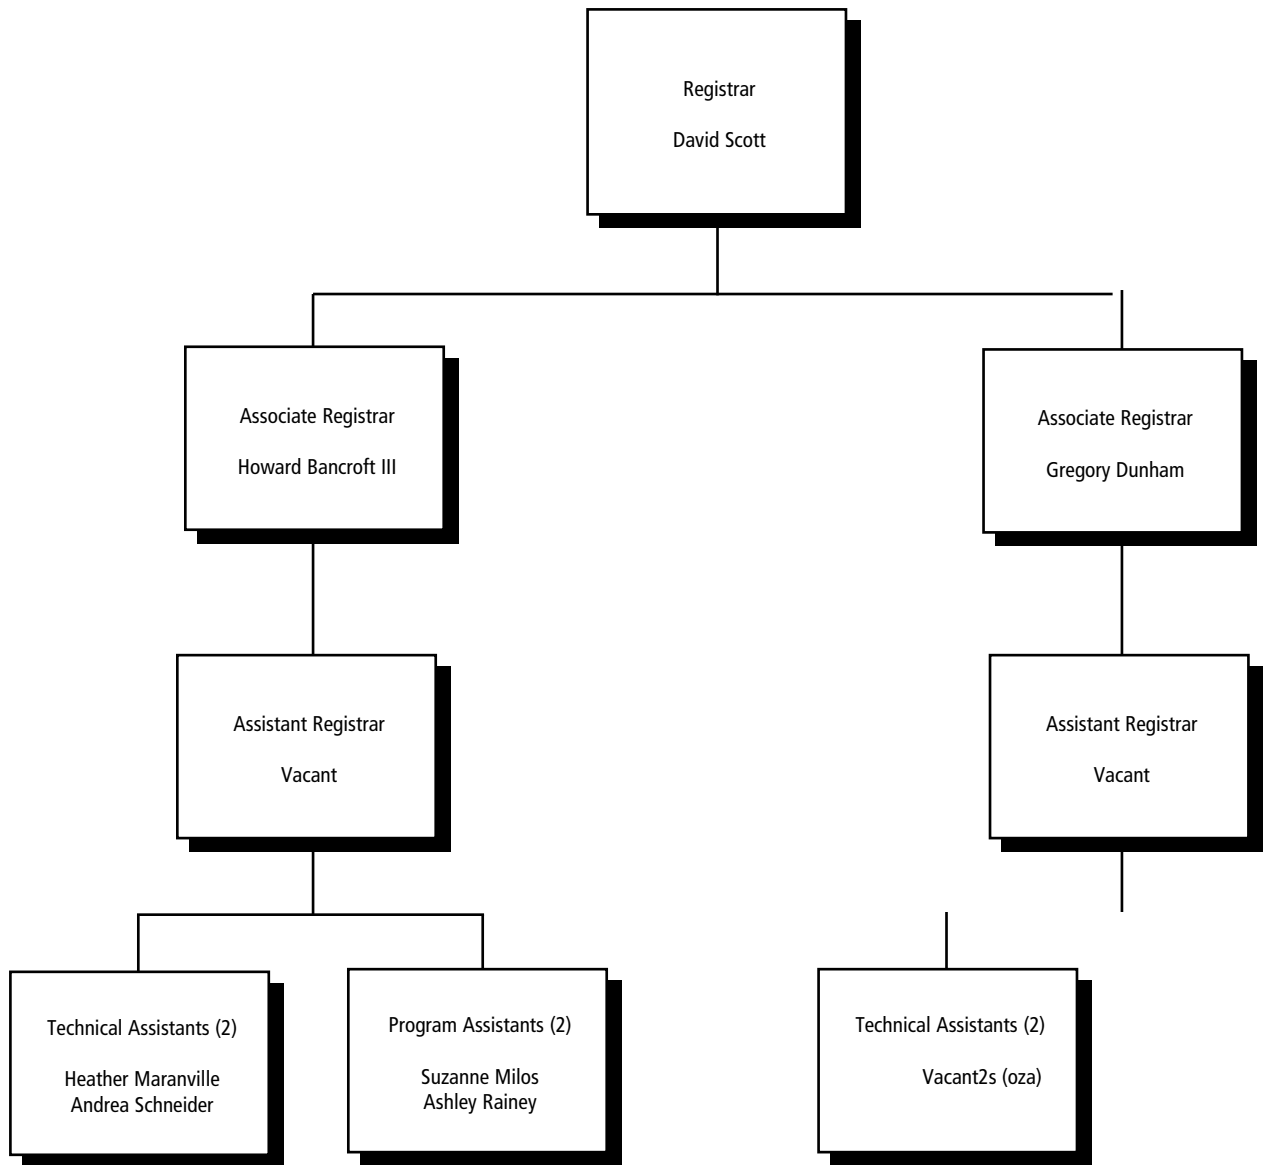 Registrar
David Scott
Associate Registrar
Howard Bancroft III
Associate Registrar
Gregory Dunham
Assistant Registrar
Vacant
Assistant Registrar
Vacant
Technical Assistants (2)
Heather Maranville
Andrea Schneider
Program Assistants (2)
Suzanne Milos
Ashley Rainey
Technical Assistants (2)
Vacant2s (oza)